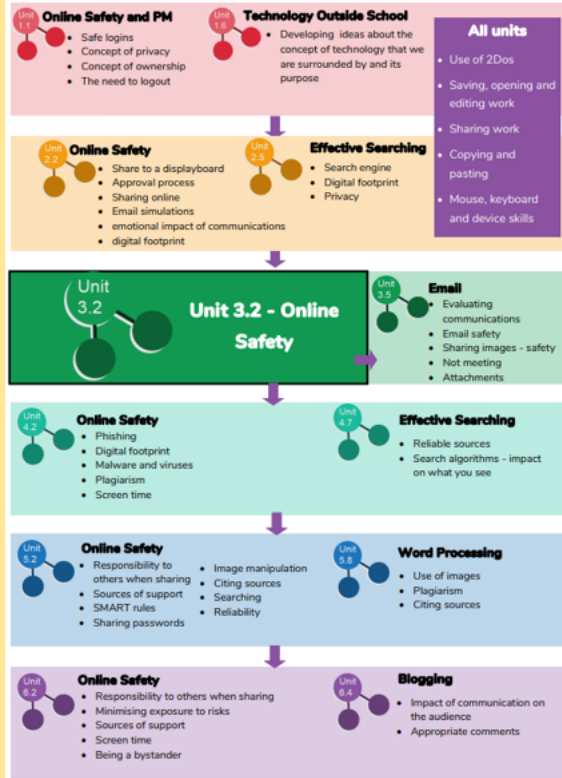 Unit
1.1
Online Safety and PM
Safe logins
Concept of privacy
Concept of ownership
The need to logout
Unit
1.6
Technology Outside School
Developing ideas about the
concept of technology that we
are surrounded by and its
purpose
All units
Use of 2Dos
Saving, opening and
editing work
Sharing work
Copying and
pasting
Mouse, keyboard
and device skills
Unit
2.2
Online Safety
Share to a displayboard
Approval process
Sharing online
Email simulations
emotional impact of communications
digital footprint
Unit
2.5
Effective Searching
Search engine
Digital footprint
Privacy
Unit
3.2
Unit 3.2 - Online
Safety
Unit
3.5
Email
Evaluating
communications
Email safety
Sharing images - safety
Not meeting
Attachments
Unit
4.2
Online Safety
Phishing
Digital footprint
Malware and viruses
Plagiarism
Screen time
Unit
4.7
Effective Searching
Reliable sources
Search algorithms - impact
on what you see
Unit
5.2
Online Safety
Responsibility to
others when sharing
Sources of support
SMART rules
Sharing passwords
Image manipulation
Citing sources
Searching
Reliability
Unit
5.8
Word Processing
Use of images
Plagiarism
Citing sources
Unit
6.2
Online Safety
Responsibility to others when sharing
Minimising exposure to risks
Sources of support
Screen time
Being a bystander
Unit
6.4
Blogging
Impact of communication on
the audience
Appropriate comments